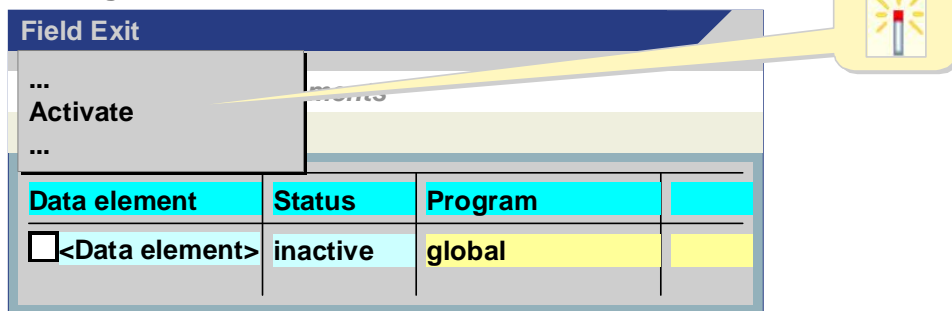 Field Exit
...
Activate
...
Data element Status Program
<Data element> inactive global